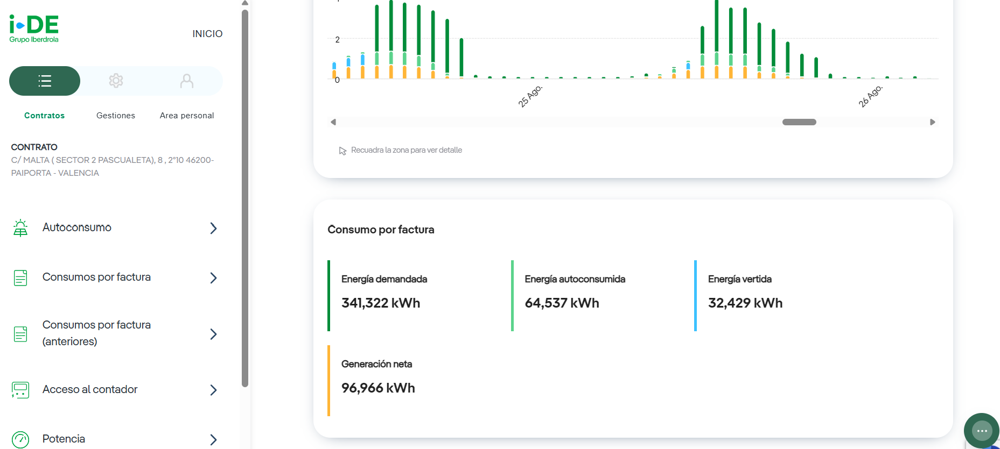 i-DE
Grupo Iberdrola
INICIO
Contratos
Gestiones
Area personal
CONTRATO
C/ MALTA ( SECTOR 2 PASCUALETA), 8 , 2º10 46200-
PAIPORTA - VALENCIA
Autoconsumo
Consumos por factura
Consumos por factura
(anteriores)
Acceso al contador
Potencia
2
0
25 Ago.
26 Ago.
Recuadra la zona para ver detalle
Consumo por factura
Energía demandada
341,322 kWh
Energía autoconsumida
64,537 kWh
Energía vertida
32,429 kWh
Generación neta
96,966 kWh